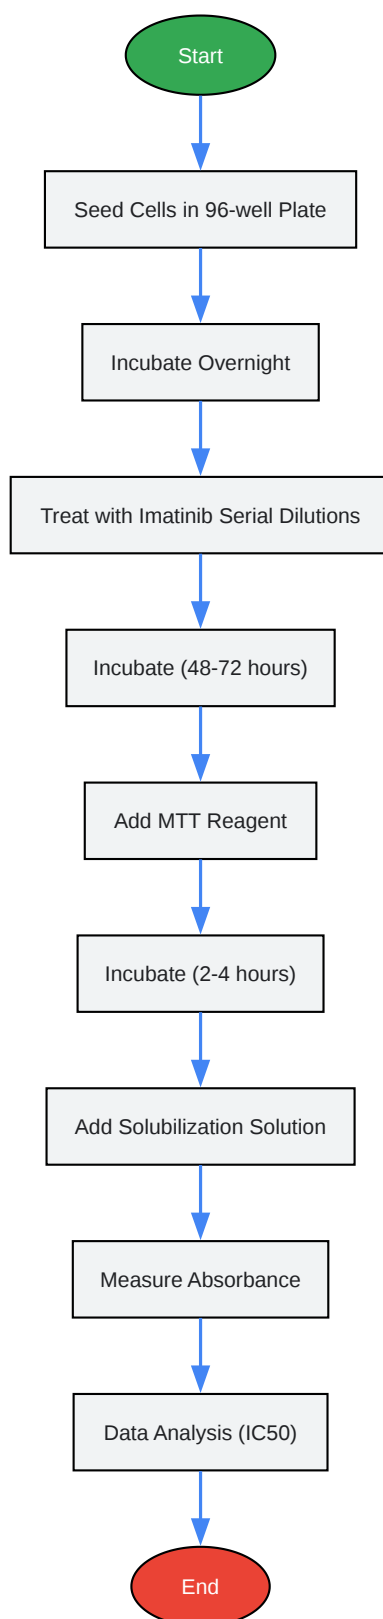 Start
Seed Cells in 96-well Plate
Incubate Overnight
Treat with Imatinib Serial Dilutions
Incubate (48-72 hours)
Add MTT Reagent
Incubate (2-4 hours)
Add Solubilization Solution
Measure Absorbance
Data Analysis (IC50)
End